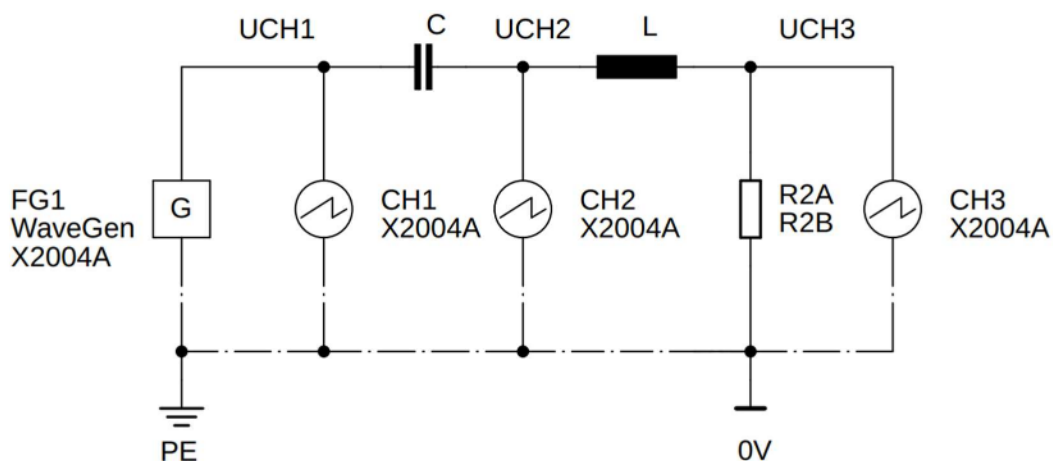 UCH1
C
UCH2
L
UCH3
FG1
WaveGen
X2004A
G
CH1
X2004A
CH2
X2004A
R2A
R2B
CH3
X2004A
PE
0V